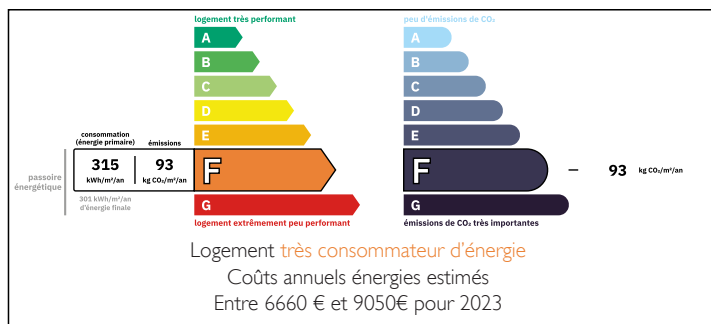 logement très performant
A
B
C
D
E
F
G
logement extrêmement peu performant
consommation
(énergie primaire)
émissions
315
kWh/m²/an
93
kg CO₂/m²/an
passoire
énergétique
301 kWh/m²/an
d'énergie finale
peu d'émissions de CO₂
A
B
C
D
E
F
G
émissions de CO₂ très importantes
93 kg CO₂/m²/an
Logement très consommateur d'énergie
Coûts annuels énergies estimés
Entre 6660 € et 9050€ pour 2023